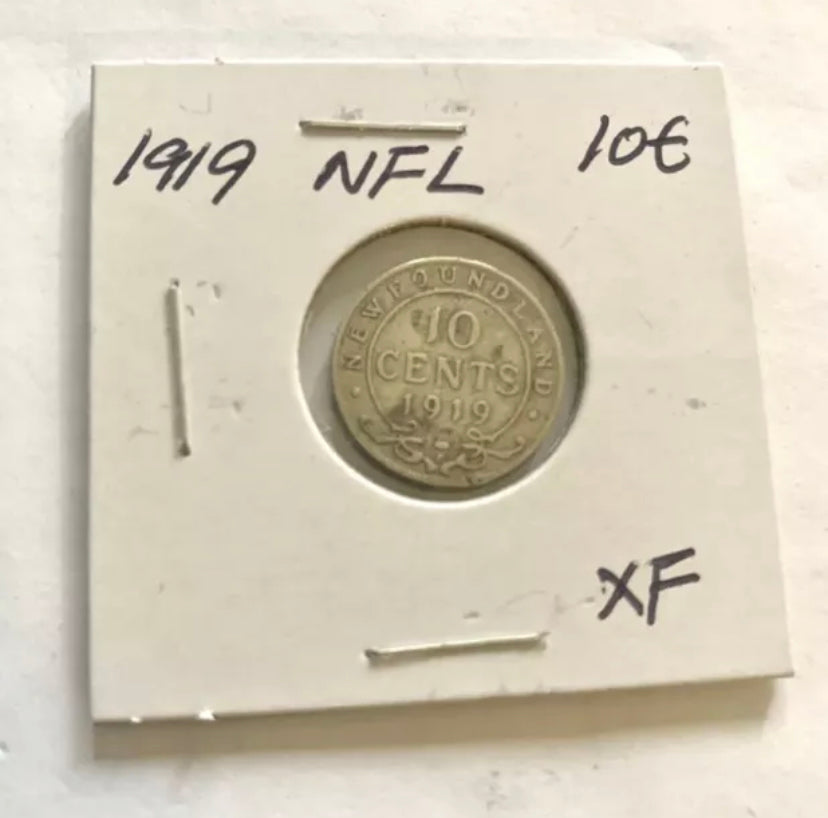 1919 NFL 10¢
NEWFOUNDLAND
10
CENTS
1919
XF